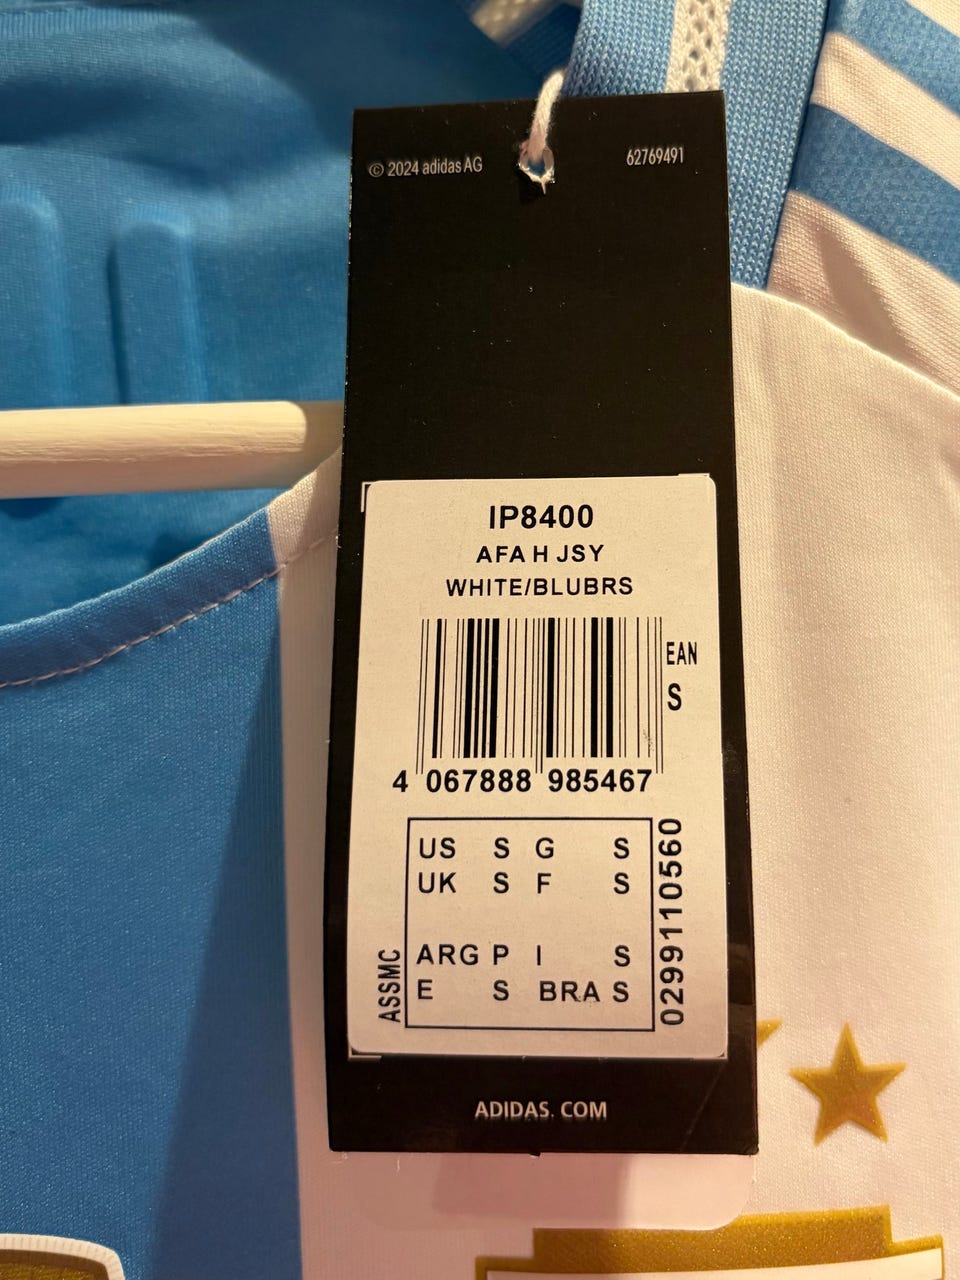 © 2024 adidas AG
62769491
IP8400
AFA H JSY
WHITE/BLUBRS
EAN
S
4 067888 985467
US S G S
UK S F S
ARG P I S
E S BRA S
ASSMC
0299110560
ADIDAS. COM